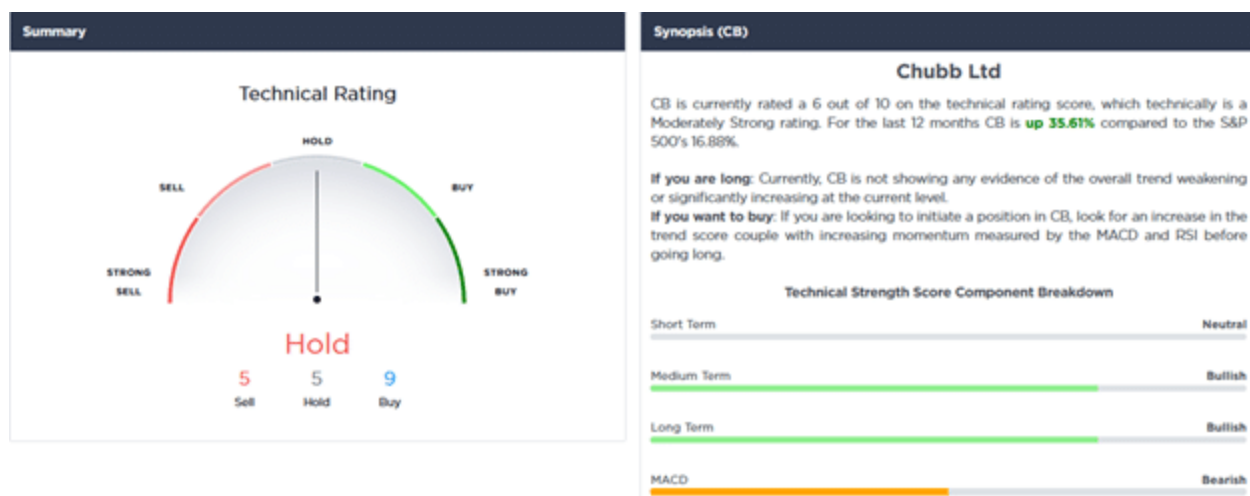 Summary
Technical Rating
HOLD
SELL
BUY
STRONG
SELL
STRONG
BUY
Hold
5 5 9
Sell Hold Buy
Synopsis (CB)
Chubb Ltd
CB is currently rated a 6 out of 10 on the technical rating score, which technically is a
Moderately Strong rating. For the last 12 months CB is up 35.61% compared to the S&P
500's 16.88%.
If you are long: Currently, CB is not showing any evidence of the overall trend weakening
or significantly increasing at the current level.
If you want to buy: If you are looking to initiate a position in CB, look for an increase in the
trend score couple with increasing momentum measured by the MACD and RSI before
going long.
Technical Strength Score Component Breakdown
Short Term Neutral
Medium Term Bullish
Long Term Bullish
MACD Bearish